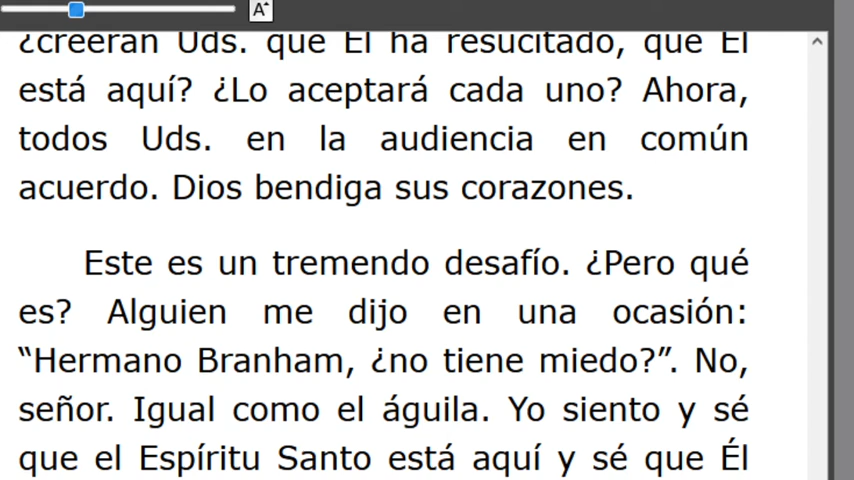 A
¿creerán Uds. que Él ha resucitado, que Él
está aquí? ¿Lo aceptará cada uno? Ahora,
todos Uds. en la audiencia en común
acuerdo. Dios bendiga sus corazones.
Este es un tremendo desafío. ¿Pero qué
es? Alguien me dijo en una ocasión:
“Hermano Branham, ¿no tiene miedo?”. No,
señor. Igual como el águila. Yo siento y sé
que el Espíritu Santo está aquí y sé que Él